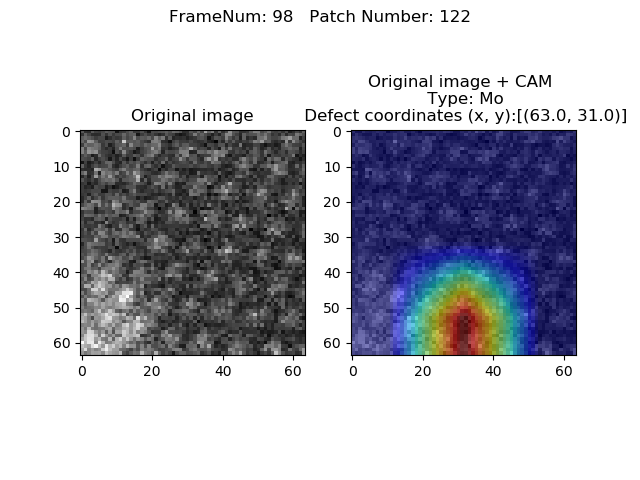 FrameNum: 98   Patch Number: 122
Original image
Original image + CAM
Type: Mo
Defect coordinates (x, y):[(63.0, 31.0)]
0
10
20
30
40
50
60
0 20 40 60
0
10
20
30
40
50
60
0 20 40 60